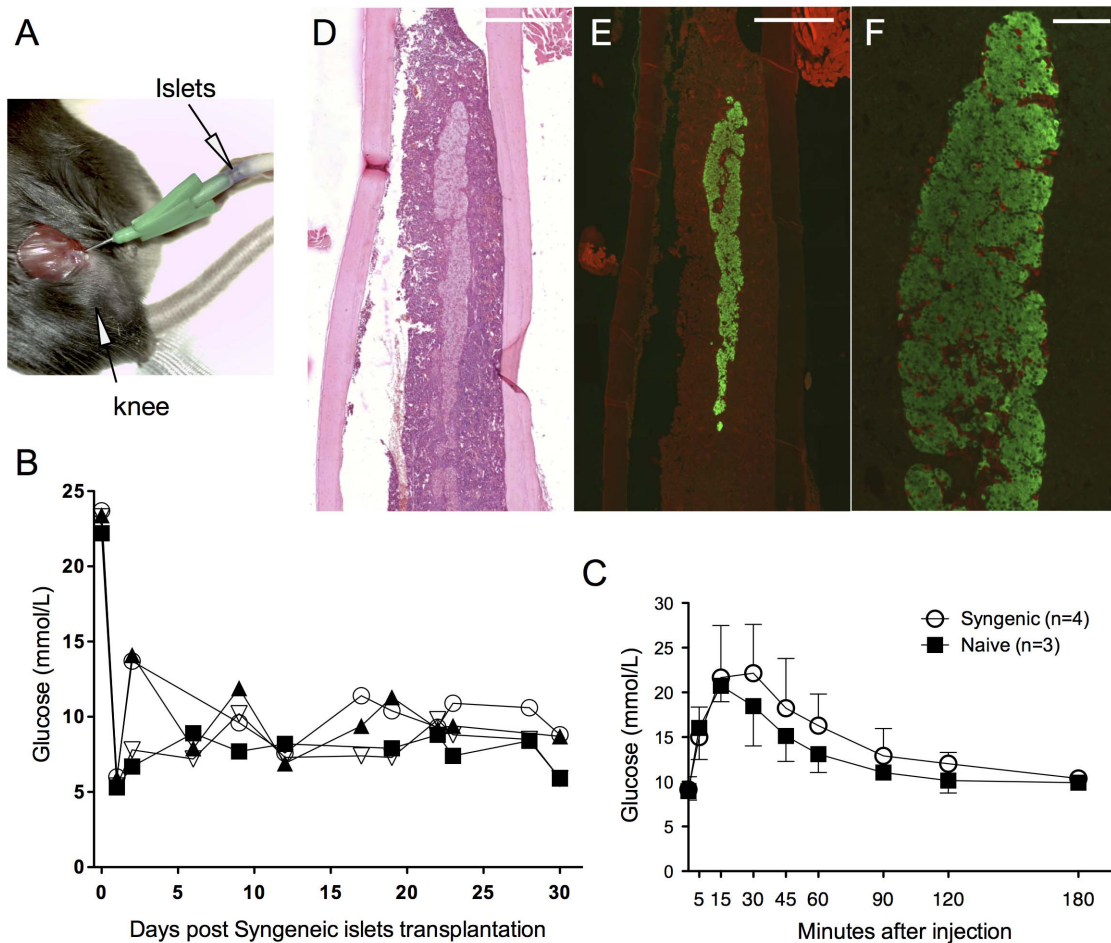 A
Islets
knee
D
E
F
B
25
20
15
10
5
0
Glucose (mmol/L)
0 5 10 15 20 25 30
Days post Syngeneic islets transplantation
C
Syngenic (n=4)
Naive (n=3)
30
25
20
15
10
5
0
Glucose (mmol/L)
5 15 30 45 60 90 120 180
Minutes after injection